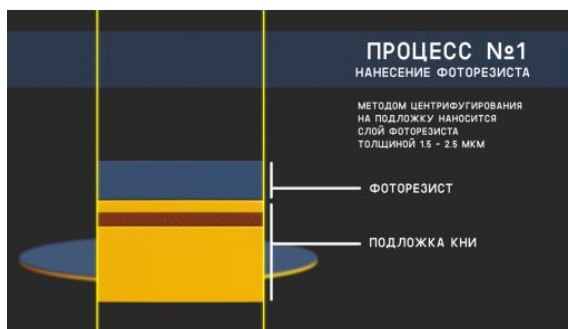 ПРОЦЕСС №1
НАНЕСЕНИЕ ФОТОРЕЗИСТА
МЕТОДОМ ЦЕНТРИФУГИРОВАНИЯ
НА ПОДЛОЖКУ НАНОСИТСЯ
СЛОЙ ФОТОРЕЗИСТА
ТОЛЩИНОЙ 1.5 - 2.5 МКМ
ФОТОРЕЗИСТ
ПОДЛОЖКА КНИ